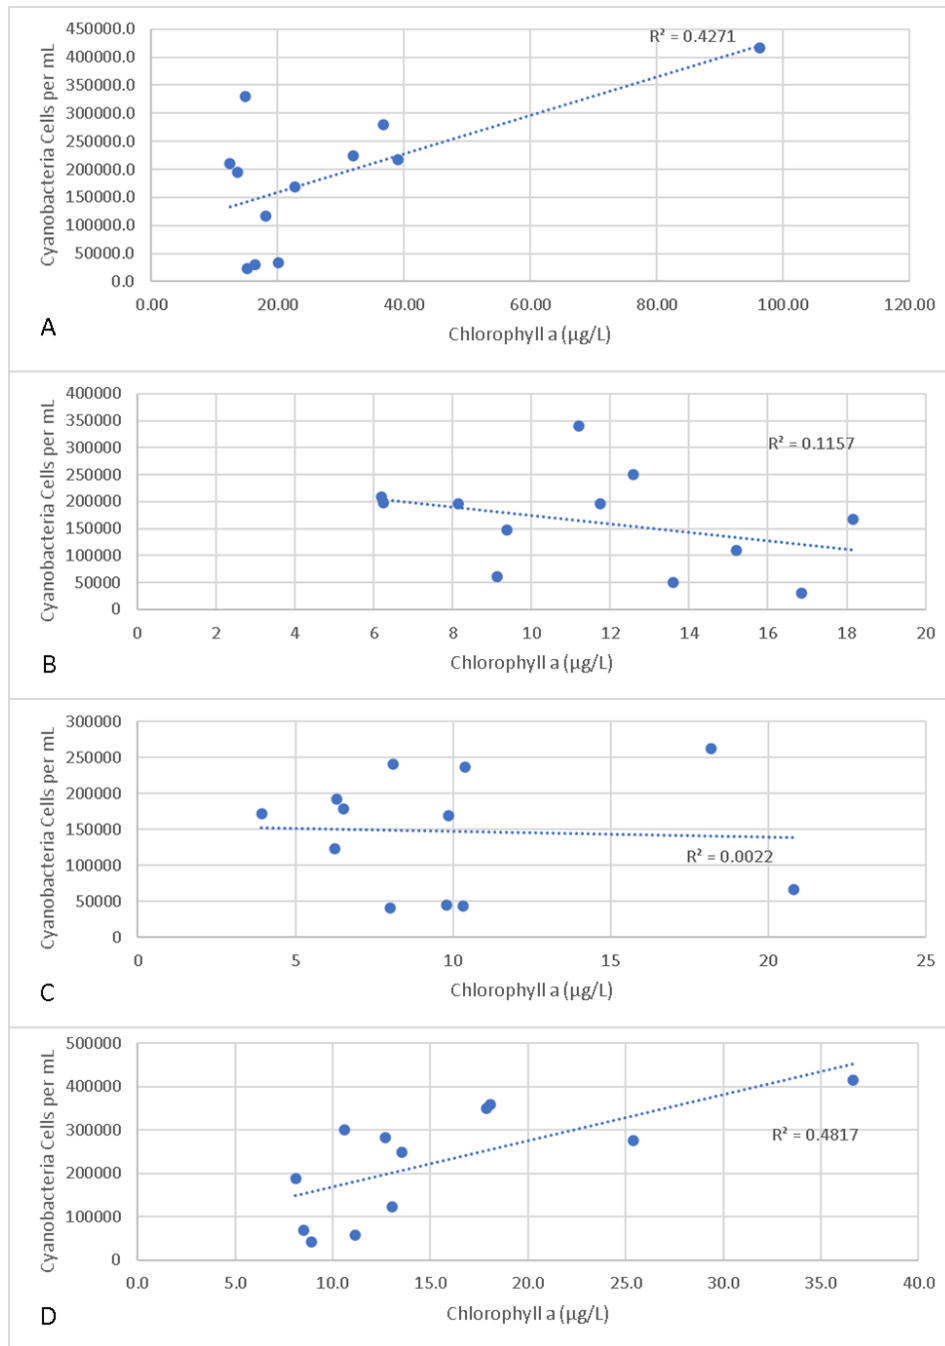 R² = 0.4271
450000.0
400000.0
350000.0
300000.0
250000.0
200000.0
150000.0
100000.0
50000.0
0.0
Cyanobacteria Cells per mL
0.00 20.00 40.00 60.00 80.00 100.00 120.00
Chlorophyll a (µg/L)
A
400000
350000
300000
250000
200000
150000
100000
50000
0
Cyanobacteria Cells per mL
R² = 0.1157
0 2 4 6 8 10 12 14 16 18 20
Chlorophyll a (µg/L)
B
300000
250000
200000
150000
100000
50000
0
Cyanobacteria Cells per mL
R² = 0.0022
0 5 10 15 20 25
Chlorophyll a (µg/L)
C
500000
400000
300000
200000
100000
0
Cyanobacteria Cells per mL
R² = 0.4817
0.0 5.0 10.0 15.0 20.0 25.0 30.0 35.0 40.0
Chlorophyll a (µg/L)
D